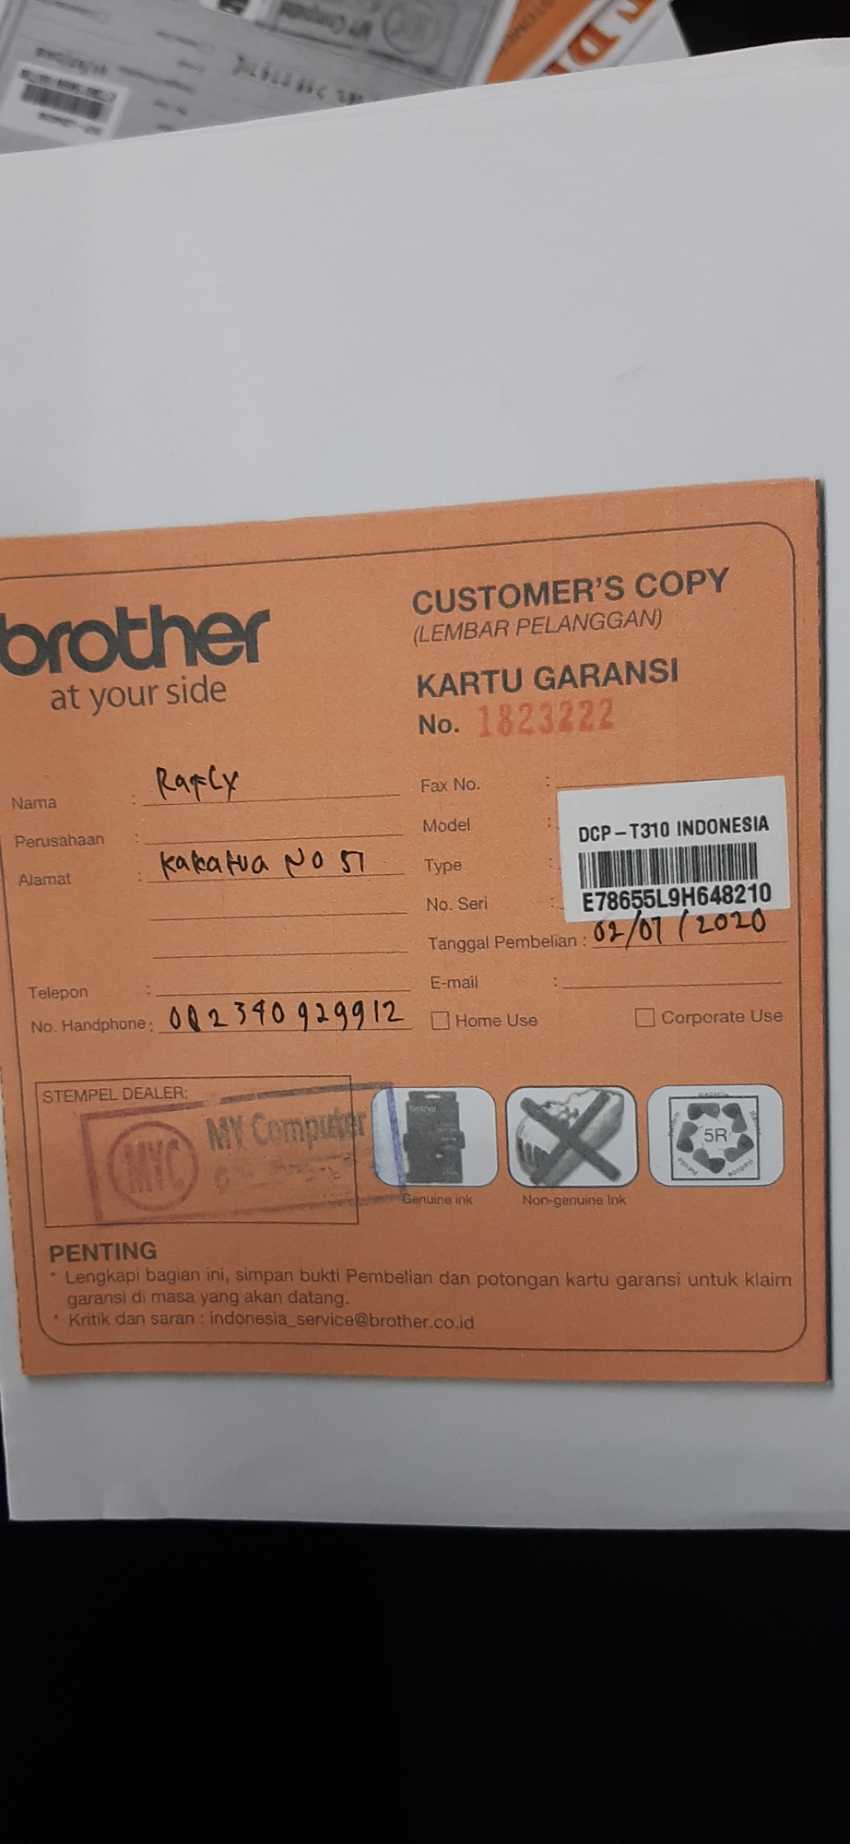 brother
at your side
CUSTOMER'S COPY
(LEMBAR PELANGGAN)
KARTU GARANSI
No. 1823222
Nama : Rafly
Perusahaan :
Alamat : Kakatua No 51
Telepon :
No. Handphone : 082340929912
Fax No. :
Model : DCP-T310 INDONESIA
Type :
No. Seri : E78655L9H648210
Tanggal Pembelian : 02/07/2020
E-mail :
Home Use Corporate Use
STEMPEL DEALER:
MYC MY Computer
brother
Genuine ink
Non-genuine Ink
5R
PENTING
* Lengkapi bagian ini, simpan bukti Pembelian dan potongan kartu garansi untuk klaim
garansi di masa yang akan datang.
* Kritik dan saran : indonesia_service@brother.co.id